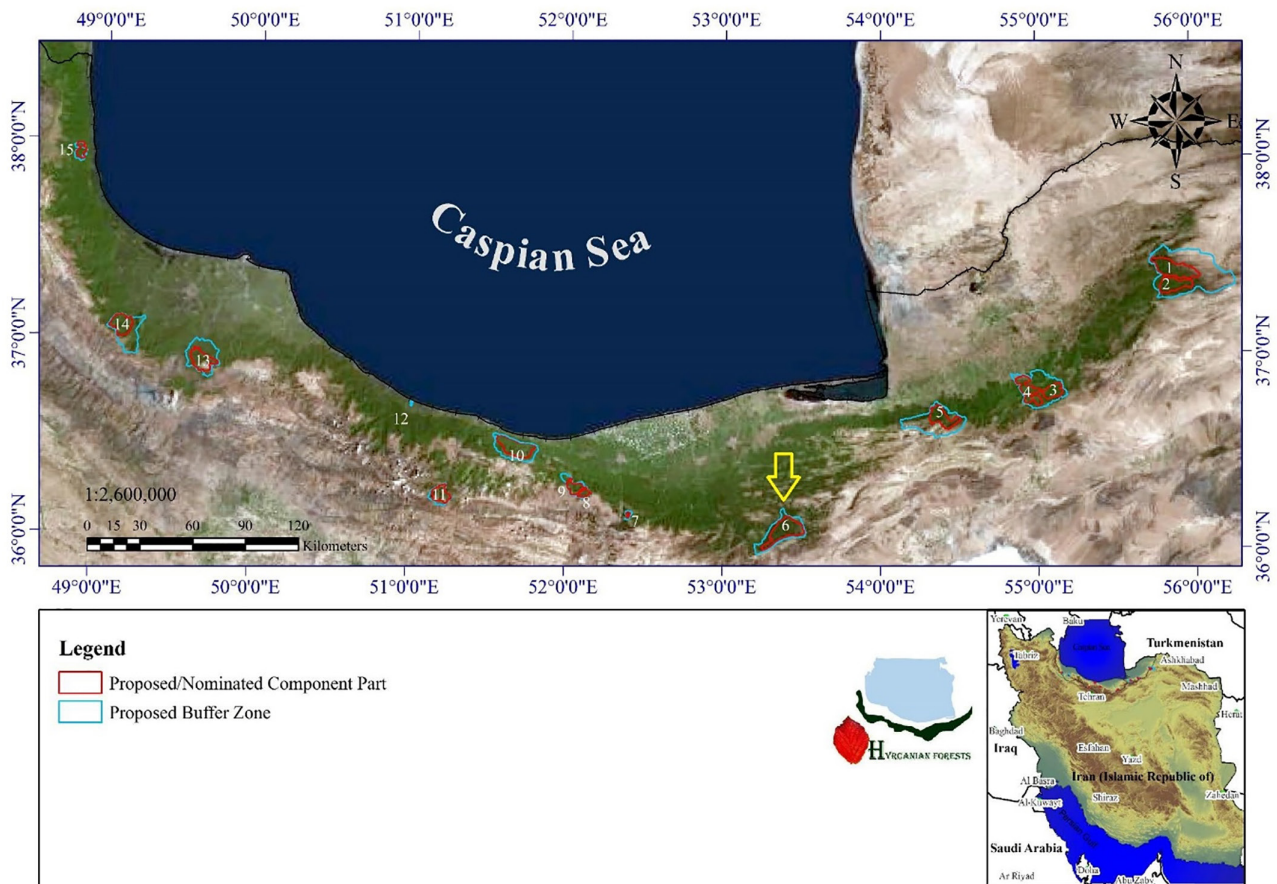 49°0'0"E 50°0'0"E 51°0'0"E 52°0'0"E 53°0'0"E 54°0'0"E 55°0'0"E 56°0'0"E
N
W E
S
38°0'0"N
38°0'0"N
37°0'0"N
37°0'0"N
36°0'0"N
36°0'0"N
Caspian Sea
15
1
2
14
13
4 3
5
12
10
11
9
8
7
6
1:2,600,000
0 15 30 60 90 120
Kilometers
49°0'0"E 50°0'0"E 51°0'0"E 52°0'0"E 53°0'0"E 54°0'0"E 55°0'0"E 56°0'0"E
Legend
Proposed/Nominated Component Part
Proposed Buffer Zone
HYRCANIAN FORESTS
Yerevan Baku
Turkmenistan
Tabriz
Ashkhabad
Tehran
Mashhad
Herat
Baghdad
Iraq
Esfahan
Yazd
Al Basra
Iran (Islamic Republic of)
Al-Kuwayt
Shiraz
Zahedan
Persian Gulf
Saudi Arabia
Doha
Ar Riyad
Abu Zaby